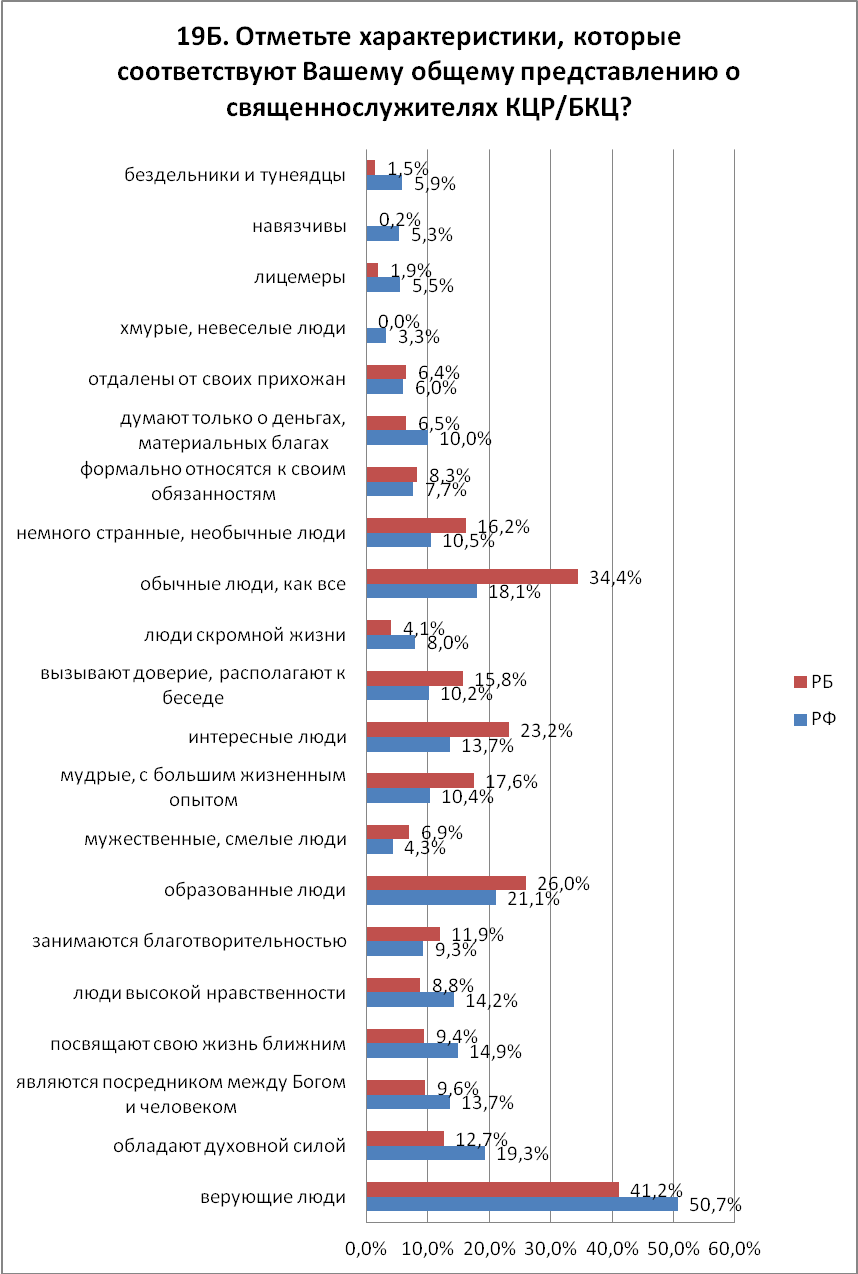 19Б. Отметьте характеристики, которые
соответствуют Вашему общему представлению о
священнослужителях КЦР/БКЦ?
бездельники и тунеядцы
1,5%
5,9%
навязчивы
0,2%
5,3%
лицемеры
1,9%
5,5%
хмурые, невеселые люди
0,0%
3,3%
отдалены от своих прихожан
6,4%
6,0%
думают только о деньгах,
материальных благах
6,5%
10,0%
формально относятся к своим
обязанностям
8,3%
7,7%
немного странные, необычные люди
16,2%
10,5%
обычные люди, как все
34,4%
18,1%
люди скромной жизни
4,1%
8,0%
вызывают доверие, располагают к
беседе
15,8%
10,2%
интересные люди
23,2%
13,7%
мудрые, с большим жизненным
опытом
17,6%
10,4%
мужественные, смелые люди
6,9%
4,3%
образованные люди
26,0%
21,1%
занимаются благотворительностью
11,9%
9,3%
люди высокой нравственности
8,8%
14,2%
посвящают свою жизнь ближним
9,4%
14,9%
являются посредником между Богом
и человеком
9,6%
13,7%
обладают духовной силой
12,7%
19,3%
верующие люди
41,2%
50,7%
0,0% 10,0% 20,0% 30,0% 40,0% 50,0% 60,0%
РБ
РФ